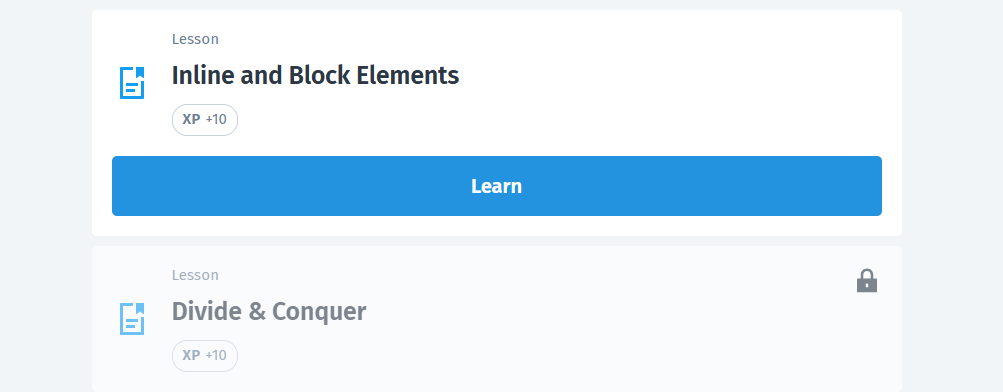 Lesson
Inline and Block Elements
XP +10
Learn
Lesson
Divide & Conquer
XP +10